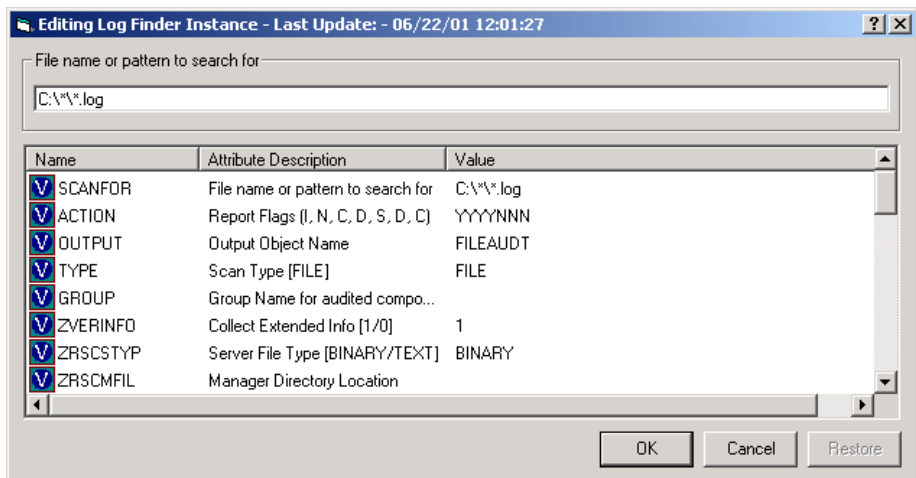 Editing Log Finder Instance - Last Update: - 06/22/01 12:01:27
File name or pattern to search for
C:\*\*.log
Name Attribute Description Value
V SCANFOR File name or pattern to search for C:\*\*.log
V ACTION Report Flags (I, N, C, D, S, D, C) YYYYNNN
V OUTPUT Output Object Name FILEAUDT
V TYPE Scan Type [FILE] FILE
V GROUP Group Name for audited compo...
V ZVERINFO Collect Extended Info [1/0] 1
V ZRSCSTYP Server File Type [BINARY/TEXT] BINARY
V ZRSCMFIL Manager Directory Location
OK Cancel Restore